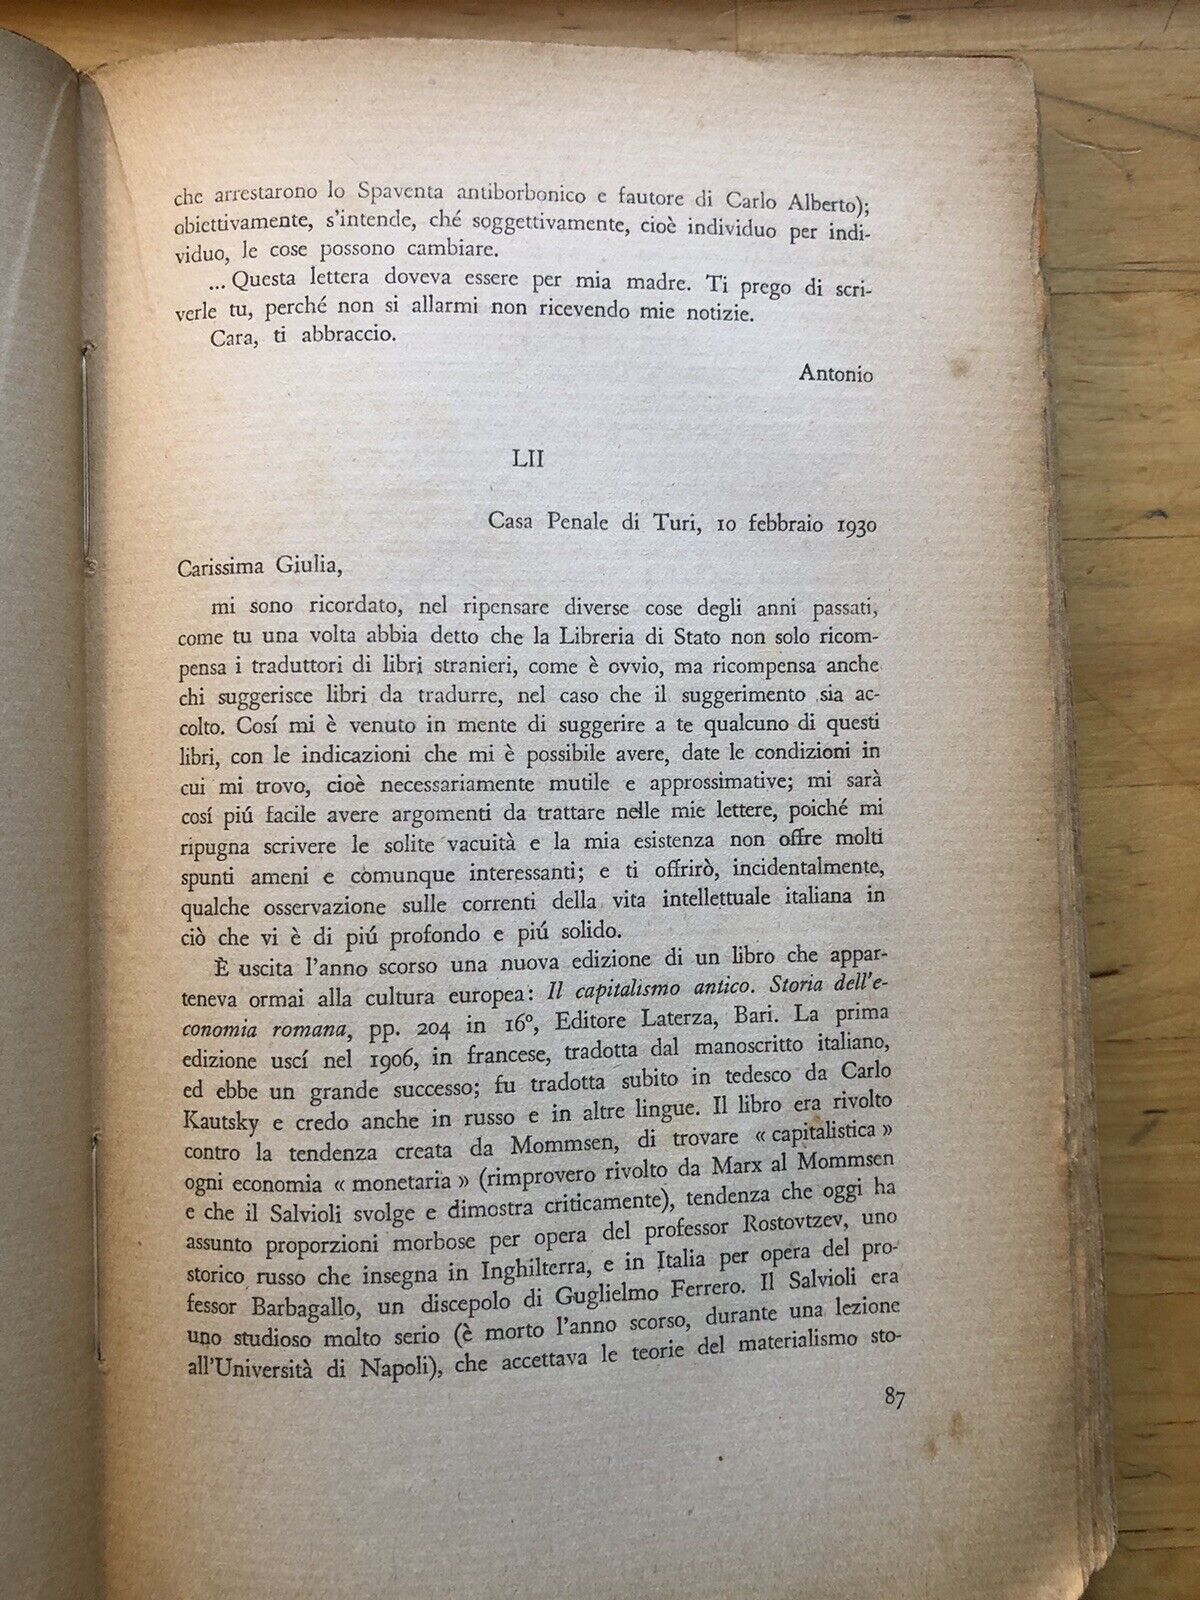 che arrestarono lo Spaventa antiborbonico e fautore di Carlo Alberto);
obiettivamente, s'intende, ché soggettivamente, cioè individuo per indi-
viduo, le cose possono cambiare.
... Questa lettera doveva essere per mia madre. Ti prego di scri-
verle tu, perché non si allarmi non ricevendo mie notizie.
Cara, ti abbraccio.
Antonio
LII
Casa Penale di Turi, 10 febbraio 1930
Carissima Giulia,
mi sono ricordato, nel ripensare diverse cose degli anni passati,
come tu una volta abbia detto che la Libreria di Stato non solo ricom-
pensa i traduttori di libri stranieri, come è ovvio, ma ricompensa anche
chi suggerisce libri da tradurre, nel caso che il suggerimento sia ac-
colto. Cosí mi è venuto in mente di suggerire a te qualcuno di questi
libri, con le indicazioni che mi è possibile avere, date le condizioni in
cui mi trovo, cioè necessariamente mutile e approssimative; mi sarà
cosí piú facile avere argomenti da trattare nelle mie lettere, poiché mi
ripugna scrivere le solite vacuità e la mia esistenza non offre molti
spunti ameni e comunque interessanti; e ti offrirò, incidentalmente,
qualche osservazione sulle correnti della vita intellettuale italiana in
ciò che vi è di piú profondo e piú solido.
È uscita l'anno scorso una nuova edizione di un libro che appar-
teneva ormai alla cultura europea: Il capitalismo antico. Storia dell'e-
conomia romana, pp. 204 in 16°, Editore Laterza, Bari. La prima
edizione uscí nel 1906, in francese, tradotta dal manoscritto italiano,
ed ebbe un grande successo; fu tradotta subito in tedesco da Carlo
Kautsky e credo anche in russo e in altre lingue. Il libro era rivolto
contro la tendenza creata da Mommsen, di trovare « capitalistica »
ogni economia « monetaria » (rimprovero rivolto da Marx al Mommsen
e che il Salvioli svolge e dimostra criticamente), tendenza che oggi ha
assunto proporzioni morbose per opera del professor Rostovtzev, uno
storico russo che insegna in Inghilterra, e in Italia per opera del pro-
fessor Barbagallo, un discepolo di Guglielmo Ferrero. Il Salvioli era
uno studioso molto serio (è morto l'anno scorso, durante una lezione
all'Università di Napoli), che accettava le teorie del materialismo sto-
87